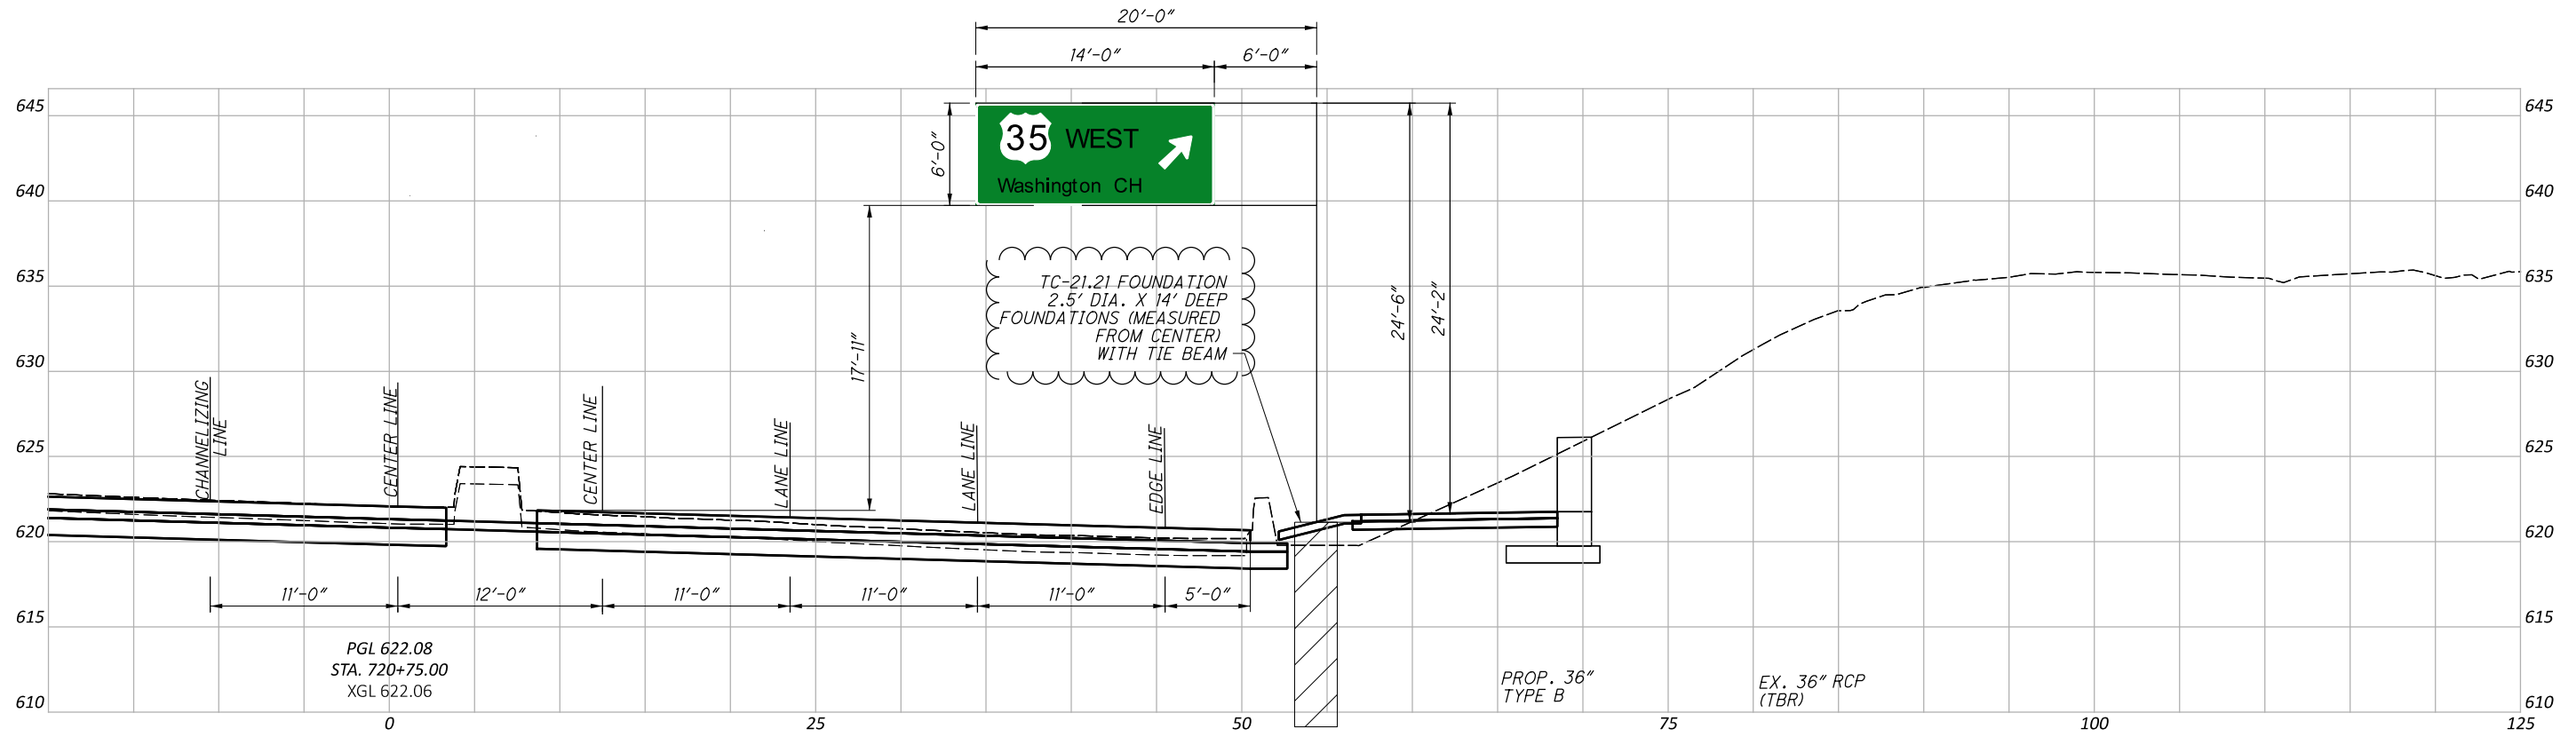 20'-0"
14'-0"
6'-0"
645
645
35 WEST
6'-0"
Washington CH
640
640
TC-21.21 FOUNDATION
2.5' DIA. X 14' DEEP
FOUNDATIONS (MEASURED
FROM CENTER)
WITH TIE BEAM
635
635
24'-6"
24'-2"
17'-11"
630
630
CHANNELIZING
LINE
CENTER LINE
CENTER LINE
LANE LINE
LANE LINE
EDGE LINE
625
625
620
620
11'-0"
12'-0"
11'-0"
11'-0"
11'-0"
5'-0"
615
615
PGL 622.08
STA. 720+75.00
XGL 622.06
PROP. 36"
TYPE B
EX. 36" RCP
(TBR)
610
610
0
25
50
75
100
125